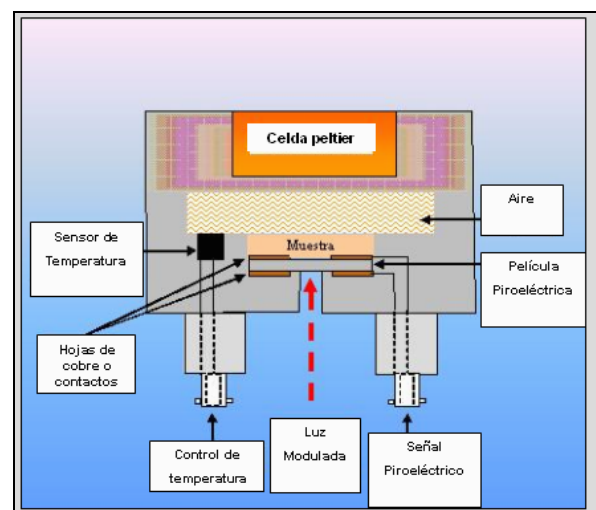 Celda peltier
Aire
Sensor de
Temperatura
Muestra
Película
Piroeléctrica
Hojas de
cobre o
contactos
Control de
temperatura
Luz
Modulada
Señal
Piroeléctrico